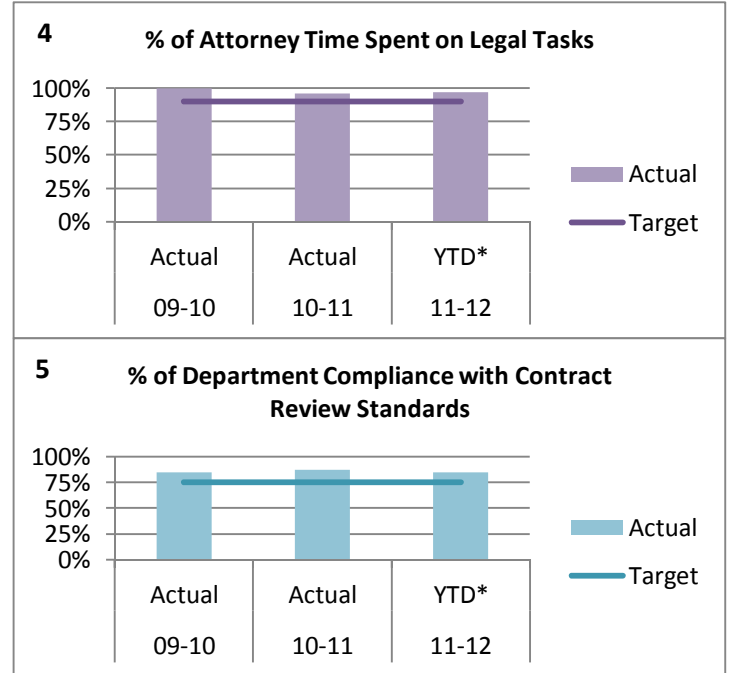 4
% of Attorney Time Spent on Legal Tasks
100%
75%
50%
25%
0%
Actual Actual YTD*
09-10 10-11 11-12
Actual
Target
5
% of Department Compliance with Contract
Review Standards
100%
75%
50%
25%
0%
Actual Actual YTD*
09-10 10-11 11-12
Actual
Target